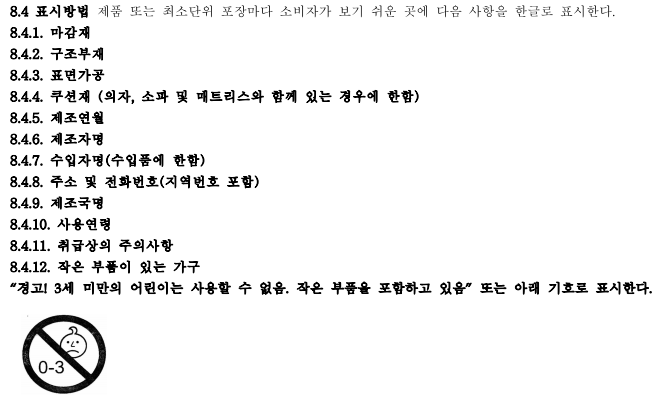 8.4 표시방법 제품 또는 최소단위 포장마다 소비자가 보기 쉬운 곳에 다음 사항을 한글로 표시한다.
8.4.1. 마감재
8.4.2. 구조부재
8.4.3. 표면가공
8.4.4. 쿠션재 (의자, 소파 및 매트리스와 함께 있는 경우에 한함)
8.4.5. 제조연월
8.4.6. 제조자명
8.4.7. 수입자명(수입품에 한함)
8.4.8. 주소 및 전화번호(지역번호 포함)
8.4.9. 제조국명
8.4.10. 사용연령
8.4.11. 취급상의 주의사항
8.4.12. 작은 부품이 있는 가구
“경고! 3세 미만의 어린이는 사용할 수 없음. 작은 부품을 포함하고 있음” 또는 아래 기호로 표시한다.
0-3